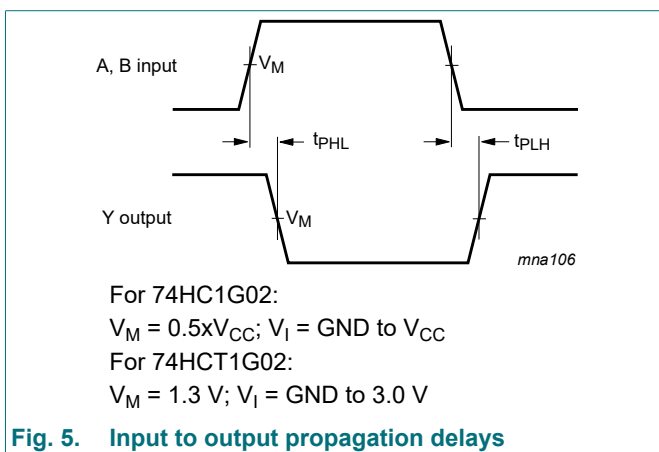 A, B input
VM
tPHL
tPLH
Y output
VM
mna106
For 74HC1G02:
VM = 0.5xVCC; VI = GND to VCC
For 74HCT1G02:
VM = 1.3 V; VI = GND to 3.0 V
Fig. 5. Input to output propagation delays